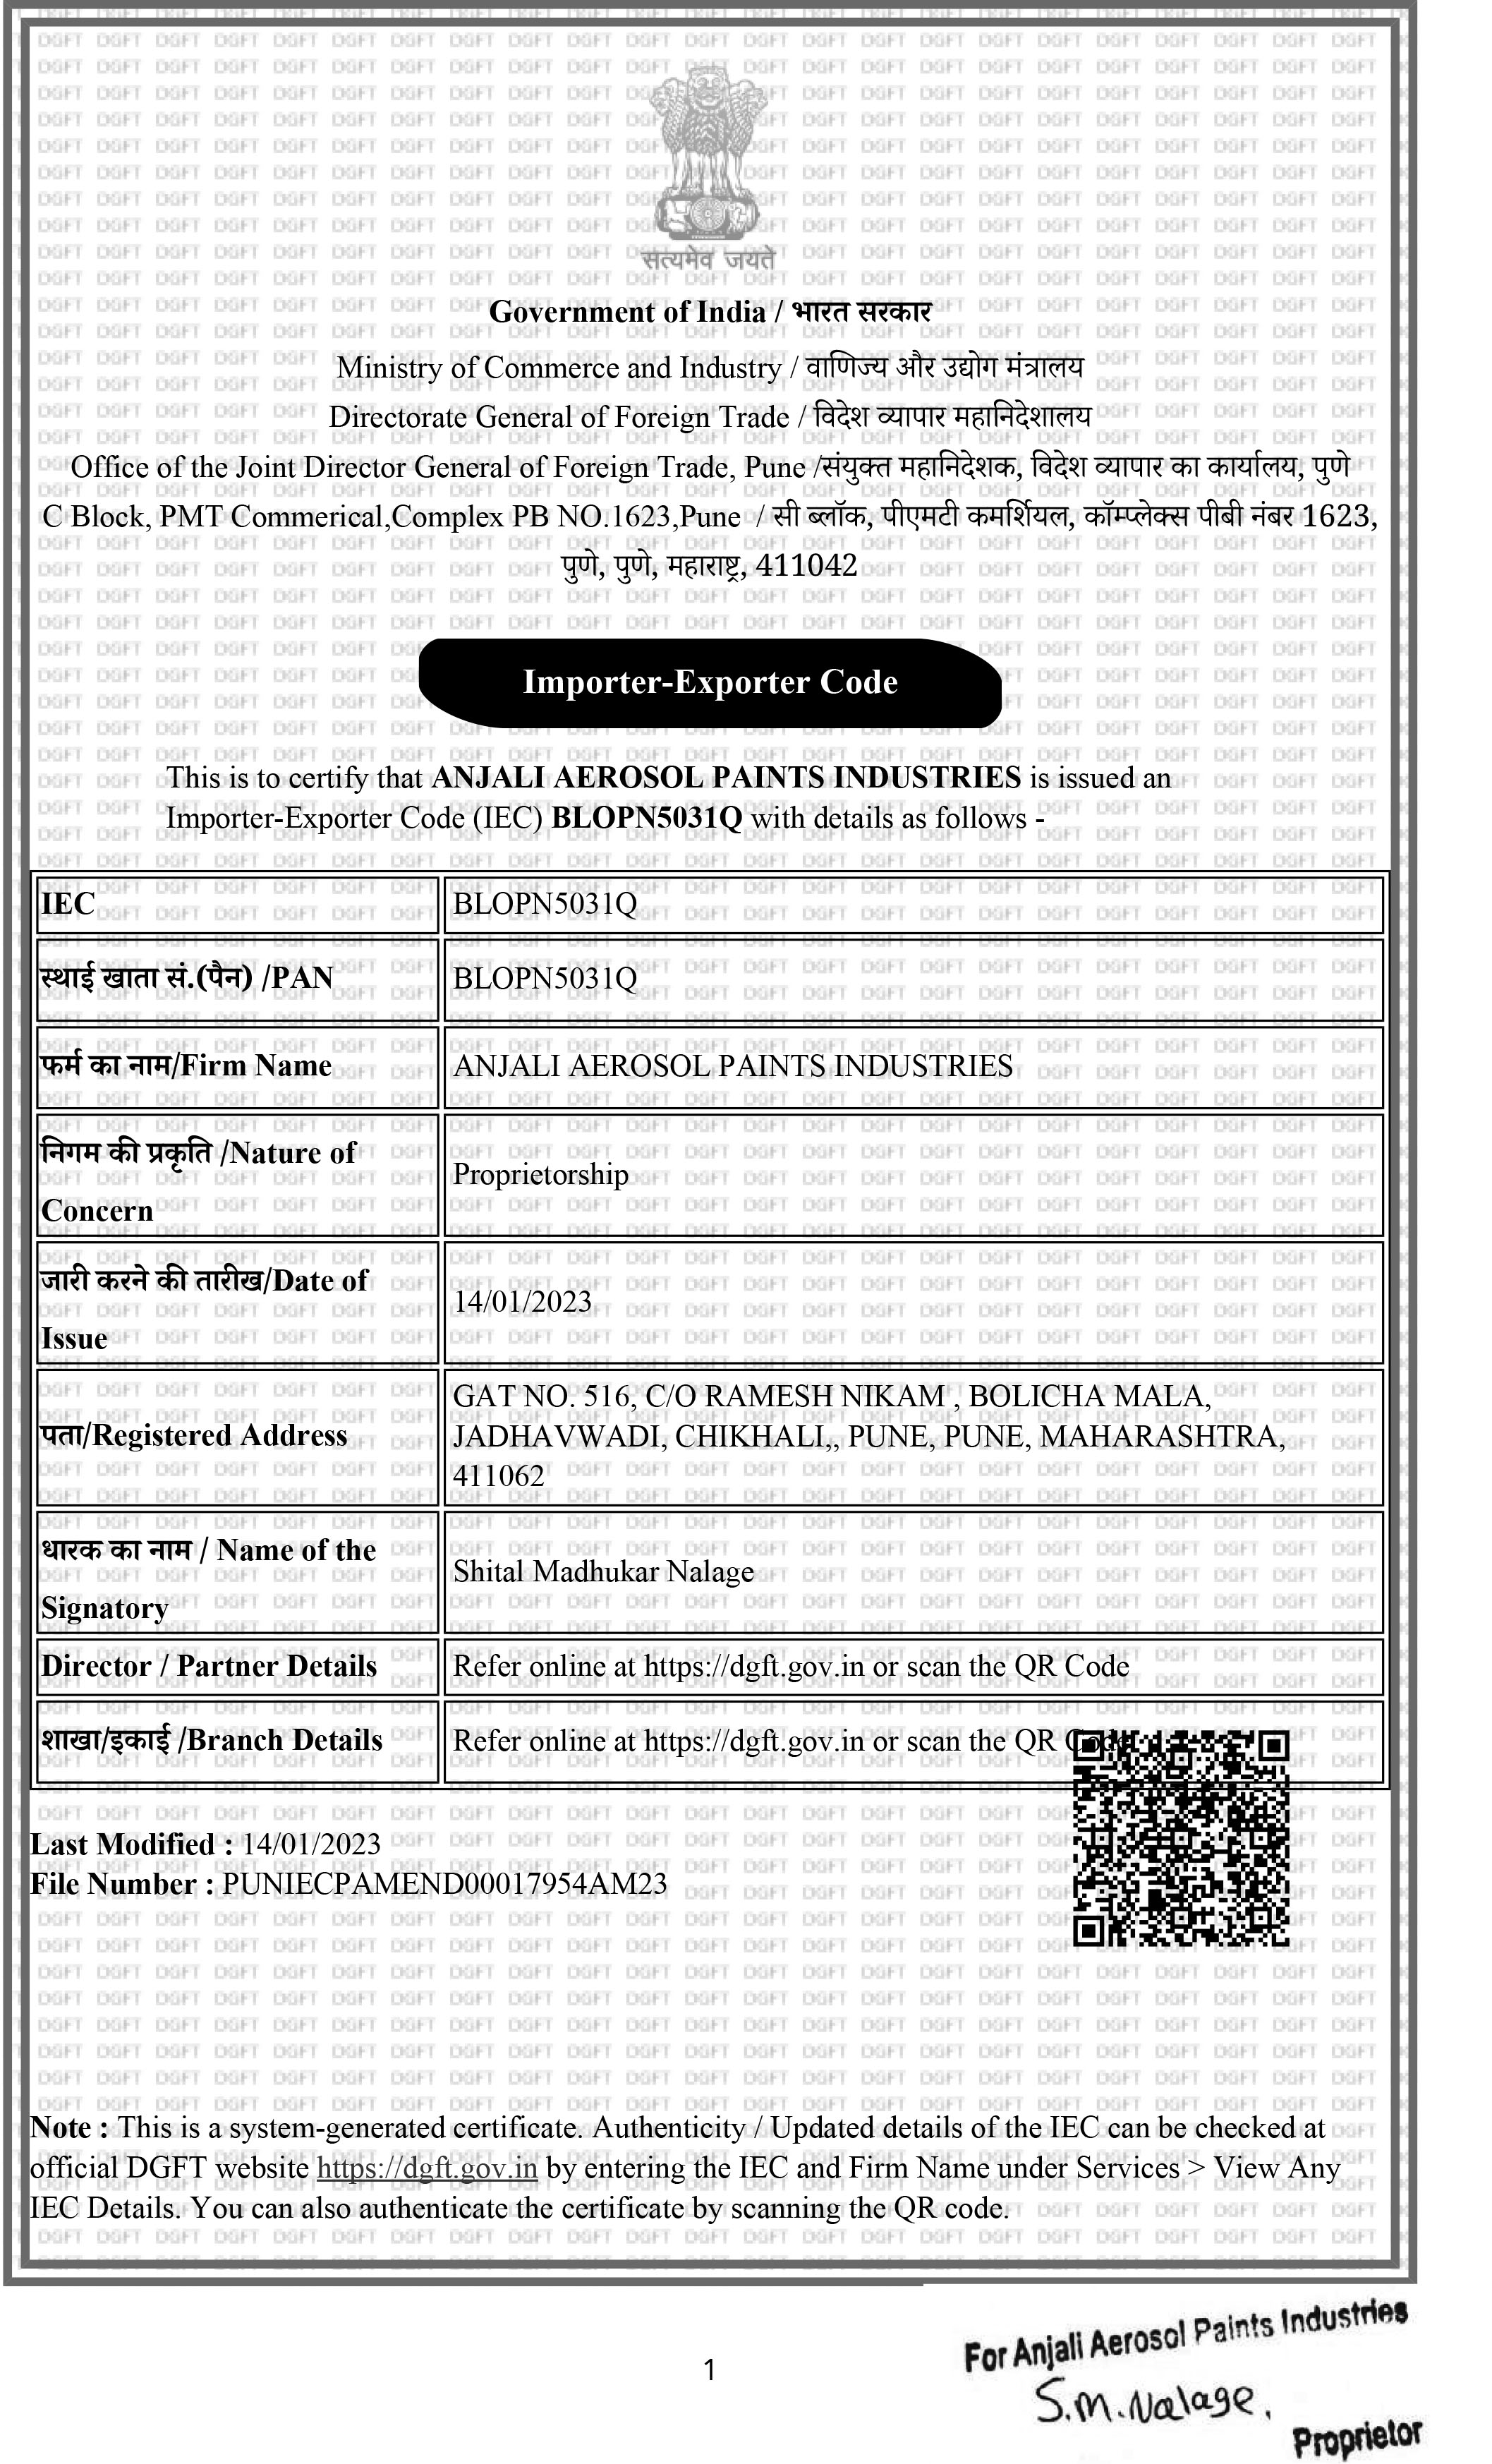 सत्यमेव जयते
Government of India / भारत सरकार
Ministry of Commerce and Industry / वाणिज्य और उद्योग मंत्रालय
Directorate General of Foreign Trade / विदेश व्यापार महानिदेशालय
Office of the Joint Director General of Foreign Trade, Pune /संयुक्त महानिदेशक, विदेश व्यापार का कार्यालय, पुणे
C Block, PMT Commerical,Complex PB NO.1623,Pune / सी ब्लॉक, पीएमटी कमर्शियल, कॉम्प्लेक्स पीबी नंबर 1623,
पुणे, पुणे, महाराष्ट्र, 411042
Importer-Exporter Code
This is to certify that ANJALI AEROSOL PAINTS INDUSTRIES is issued an
Importer-Exporter Code (IEC) BLOPN5031Q with details as follows -
IEC BLOPN5031Q
स्थाई खाता सं.(पैन) /PAN BLOPN5031Q
फर्म का नाम/Firm Name ANJALI AEROSOL PAINTS INDUSTRIES
निगम की प्रकृति /Nature of
Concern
Proprietorship
जारी करने की तारीख/Date of
Issue
14/01/2023
पता/Registered Address
GAT NO. 516, C/O RAMESH NIKAM , BOLICHA MALA,
JADHAVWADI, CHIKHALI,, PUNE, PUNE, MAHARASHTRA,
411062
धारक का नाम / Name of the
Signatory
Shital Madhukar Nalage
Director / Partner Details Refer online at https://dgft.gov.in or scan the QR Code
शाखा/इकाई /Branch Details Refer online at https://dgft.gov.in or scan the QR Code
Last Modified : 14/01/2023
File Number : PUNIECPAMEND00017954AM23
Note : This is a system-generated certificate. Authenticity / Updated details of the IEC can be checked at
official DGFT website https://dgft.gov.in by entering the IEC and Firm Name under Services > View Any
IEC Details. You can also authenticate the certificate by scanning the QR code.
1
For Anjali Aerosol Paints Industries
S.M.Nalage.
Proprietor